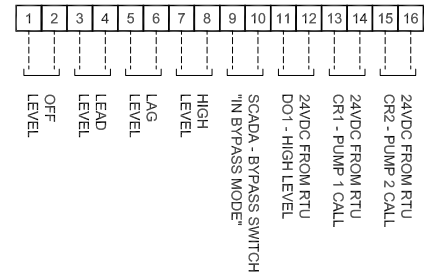 1 2 3 4 5 6 7 8 9 10 11 12 13 14 15 16
OFF
LEVEL
LEAD
LEVEL
LAG
LEVEL
HIGH
LEVEL
SCADA - BYPASS SWITCH
"IN BYPASS MODE"
24VDC FROM RTU
DO1 - HIGH LEVEL
24VDC FROM RTU
CR1 - PUMP 1 CALL
24VDC FROM RTU
CR2 - PUMP 2 CALL